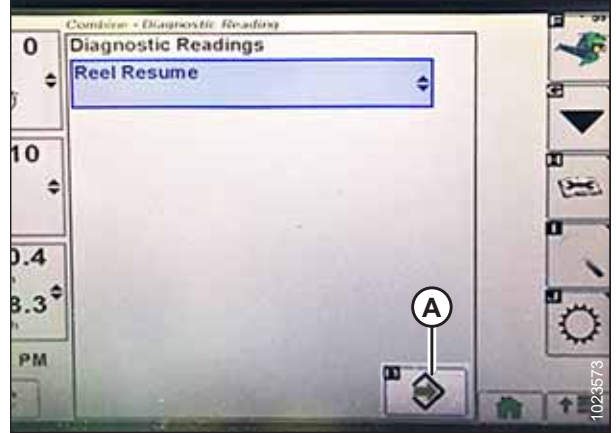 Combine - Diagnostic Reading
Diagnostic Readings
Reel Resume
0
10
0.4
8.3
PM
A
1023573